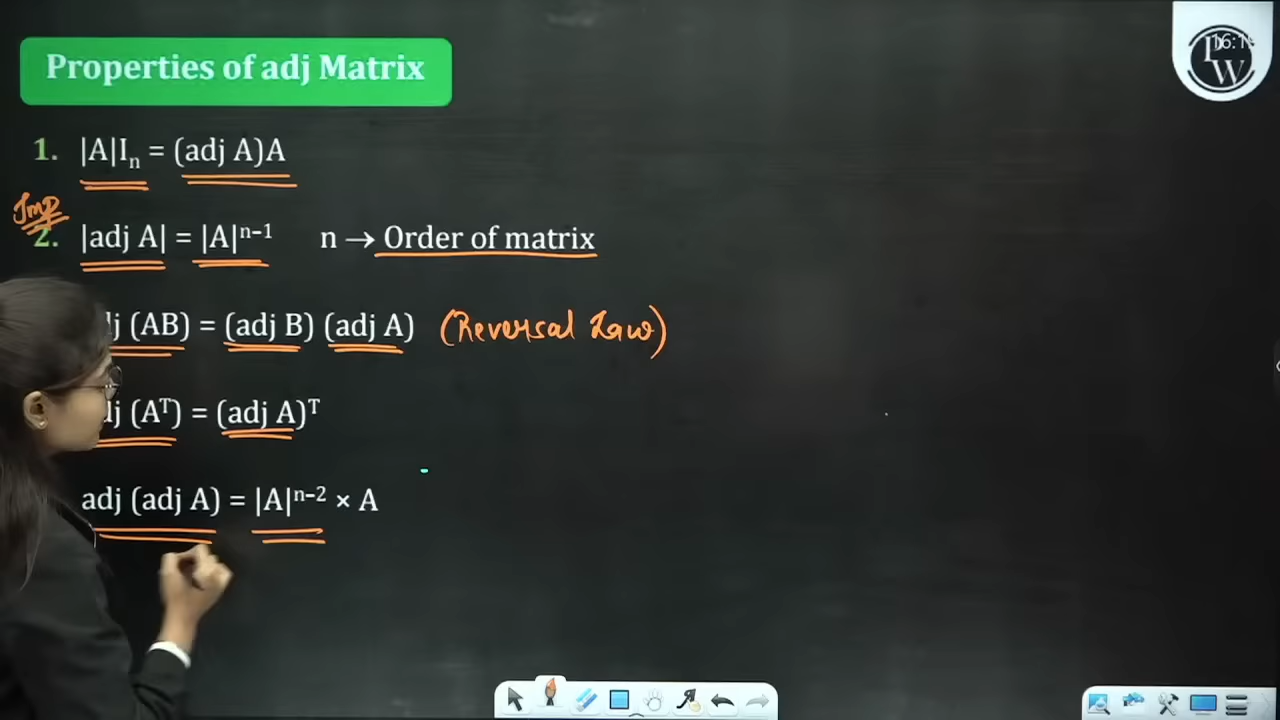 Properties of adj Matrix
1. |A|Iₙ = (adj A)A
Imp
2. |adj A| = |A|ⁿ⁻¹ n → Order of matrix
j (AB) = (adj B) (adj A) (Reversal Law)
j (Aᵀ) = (adj A)ᵀ
adj (adj A) = |A|ⁿ⁻² × A
PW